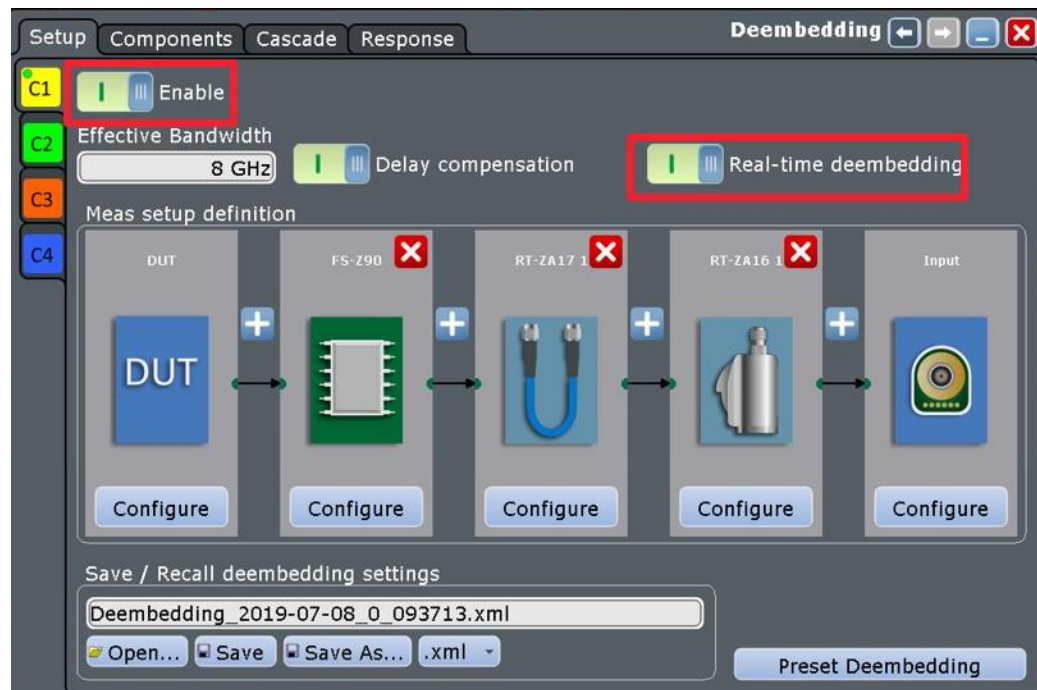 Setup Components Cascade Response
Deembedding
C1
Enable
C2
Effective Bandwidth
8 GHz
Delay compensation
Real-time deembedding
C3
C4
Meas setup definition
DUT
FS-Z90
RT-ZA17 1
RT-ZA16 1
Input
DUT
Configure
Configure
Configure
Configure
Configure
Save / Recall deembedding settings
Deembedding_2019-07-08_0_093713.xml
Open... Save Save As... .xml
Preset Deembedding